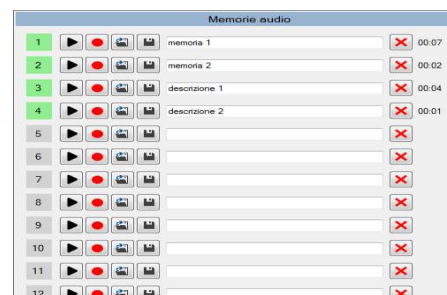 Memorie audio
1 memoria 1 00:07
2 memoria 2 00:02
3 descrizione 1 00:04
4 descrizione 2 00:01
5
6
7
8
9
10
11
12